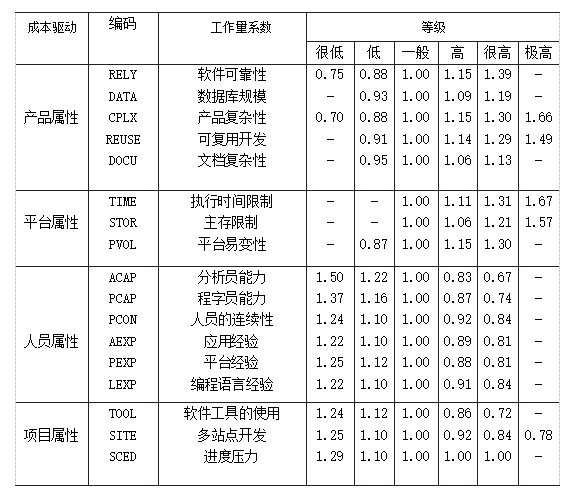 成本驱动 编码 工作量系数 等级
很低 低 一般 高 很高 极高
产品属性 RELY 软件可靠性 0.75 0.88 1.00 1.15 1.39 –
DATA 数据库规模 – 0.93 1.00 1.09 1.19 –
CPLX 产品复杂性 0.70 0.88 1.00 1.15 1.30 1.66
REUSE 可复用开发 – 0.91 1.00 1.14 1.29 1.49
DOCU 文档复杂性 – 0.95 1.00 1.06 1.13 –
平台属性 TIME 执行时间限制 – – 1.00 1.11 1.31 1.67
STOR 主存限制 – – 1.00 1.06 1.21 1.57
PVOL 平台易变性 – 0.87 1.00 1.15 1.30 –
人员属性 ACAP 分析员能力 1.50 1.22 1.00 0.83 0.67 –
PCAP 程字员能力 1.37 1.16 1.00 0.87 0.74 –
PCON 人员的连续性 1.24 1.10 1.00 0.92 0.84 –
AEXP 应用经验 1.22 1.10 1.00 0.89 0.81 –
PEXP 平台经验 1.25 1.12 1.00 0.88 0.81 –
LEXP 编程语言经验 1.22 1.10 1.00 0.91 0.84 –
项目属性 TOOL 软件工具的使用 1.24 1.12 1.00 0.86 0.72 –
SITE 多站点开发 1.25 1.10 1.00 0.92 0.84 0.78
SCED 进度压力 1.29 1.10 1.00 1.00 1.00 –